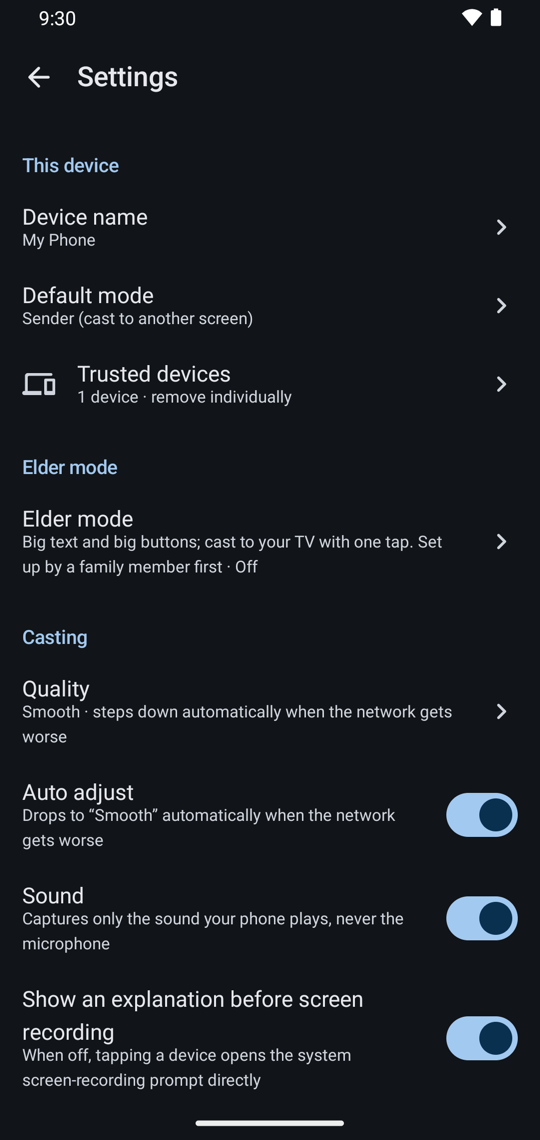 9:30
Settings
This device
Device name
My Phone
Default mode
Sender (cast to another screen)
Trusted devices
1 device · remove individually
Elder mode
Elder mode
Big text and big buttons; cast to your TV with one tap. Set
up by a family member first · Off
Casting
Quality
Smooth · steps down automatically when the network gets
worse
Auto adjust
Drops to “Smooth” automatically when the network
gets worse
Sound
Captures only the sound your phone plays, never the
microphone
Show an explanation before screen
recording
When off, tapping a device opens the system
screen-recording prompt directly